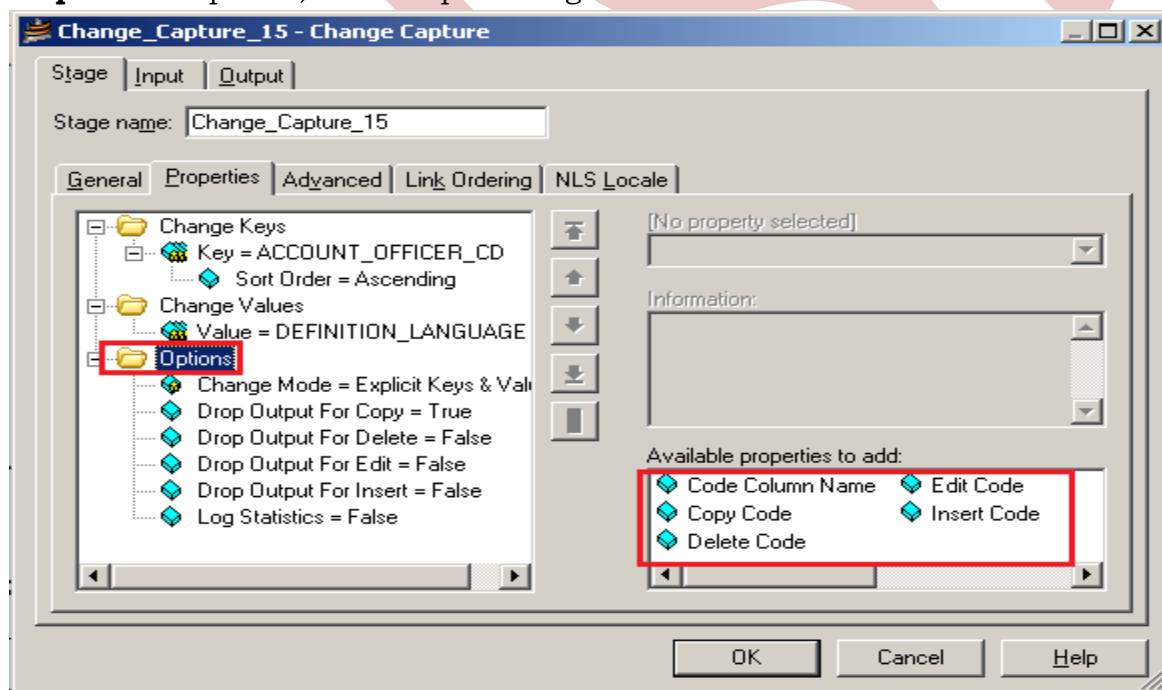 Change_Capture_15 - Change Capture
Stage Input Output
Stage name: Change_Capture_15
General Properties Advanced Link Ordering NLS Locale
Change Keys
Key = ACCOUNT_OFFICER_CD
Sort Order = Ascending
Change Values
Value = DEFINITION_LANGUAGE
Options
Change Mode = Explicit Keys & Valu
Drop Output For Copy = True
Drop Output For Delete = False
Drop Output For Edit = False
Drop Output For Insert = False
Log Statistics = False
[No property selected]
Information:
Available properties to add:
Code Column Name Edit Code
Copy Code Insert Code
Delete Code
OK Cancel Help